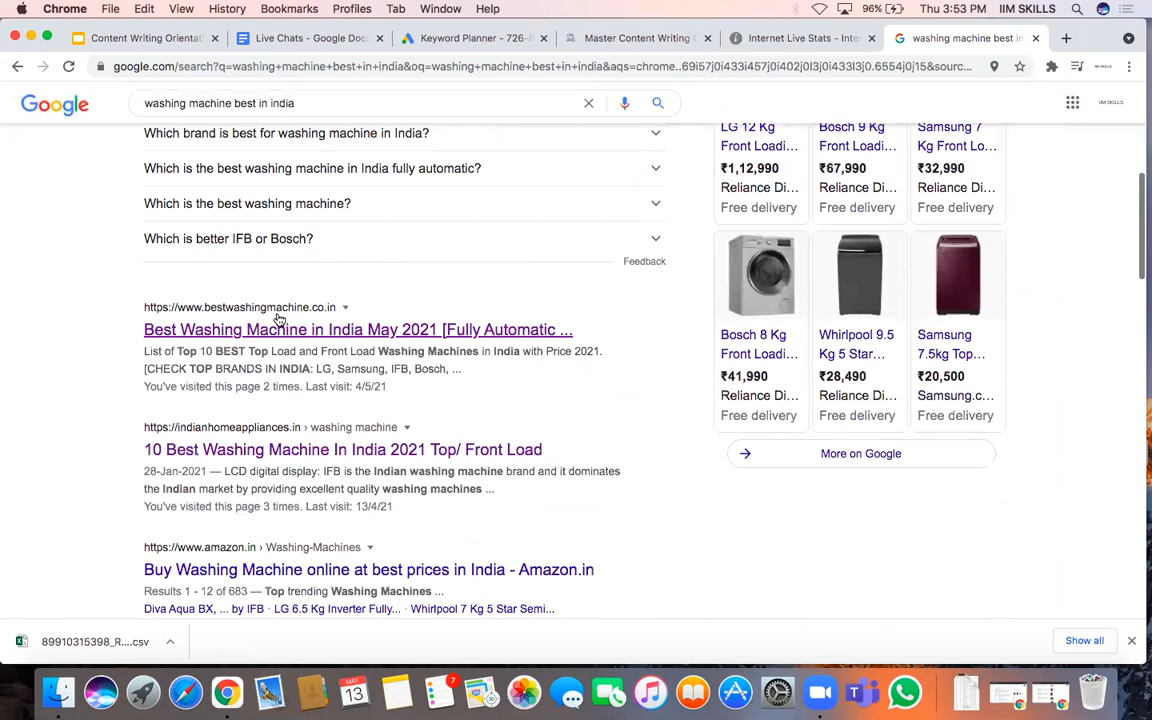 Chrome File Edit View History Bookmarks Profiles Tab Window Help 96% Thu 3:53 PM IIM SKILLS
Content Writing Orientat
Live Chats - Google Docs
Keyword Planner - 726-8
Master Content Writing C
Internet Live Stats - Inte
washing machine best in
google.com/search?q=washing+machine+best+in+india&oq=washing+machine+best+in+india&aqs=chrome..69i57j0i433i457j0i402j0l3j0i433l3j0.6554j0j15&sourc...
Google
washing machine best in india
IIM SKILLS
Which brand is best for washing machine in India?
Which is the best washing machine in India fully automatic?
Which is the best washing machine?
Which is better IFB or Bosch?
Feedback
https://www.bestwashingmachine.co.in
Best Washing Machine in India May 2021 [Fully Automatic ...
List of Top 10 BEST Top Load and Front Load Washing Machines in India with Price 2021.
[CHECK TOP BRANDS IN INDIA: LG, Samsung, IFB, Bosch, ...
You've visited this page 2 times. Last visit: 4/5/21
https://indianhomeappliances.in › washing machine
10 Best Washing Machine In India 2021 Top/ Front Load
28-Jan-2021 — LCD digital display: IFB is the Indian washing machine brand and it dominates
the Indian market by providing excellent quality washing machines ...
You've visited this page 3 times. Last visit: 13/4/21
https://www.amazon.in › Washing-Machines
Buy Washing Machine online at best prices in India - Amazon.in
Results 1 - 12 of 683 — Top trending Washing Machines ...
Diva Aqua BX, ... by IFB · LG 6.5 Kg Inverter Fully... · Whirlpool 7 Kg 5 Star Semi...
LG 12 Kg
Front Loadi...
₹1,12,990
Reliance Di...
Free delivery
Bosch 9 Kg
Front Loadi...
₹67,990
Reliance Di...
Free delivery
Samsung 7
Kg Front Lo...
₹32,990
Reliance Di...
Free delivery
Bosch 8 Kg
Front Loadi...
₹41,990
Reliance Di...
Free delivery
Whirlpool 9.5
Kg 5 Star...
₹28,490
Reliance Di...
Free delivery
Samsung
7.5kg Top...
₹20,500
Samsung.c...
Free delivery
More on Google
89910315398_R....csv
Show all
MAY
13
7